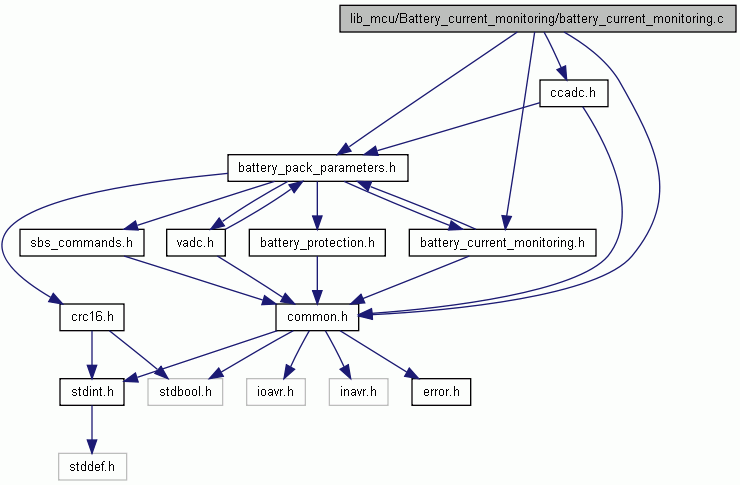 lib_mcu/Battery_current_monitoring/battery_current_monitoring.c
ccadc.h
battery_pack_parameters.h
sbs_commands.h
vadc.h
battery_protection.h
battery_current_monitoring.h
crc16.h
common.h
stdint.h
stdbool.h
ioavr.h
inavr.h
error.h
stddef.h